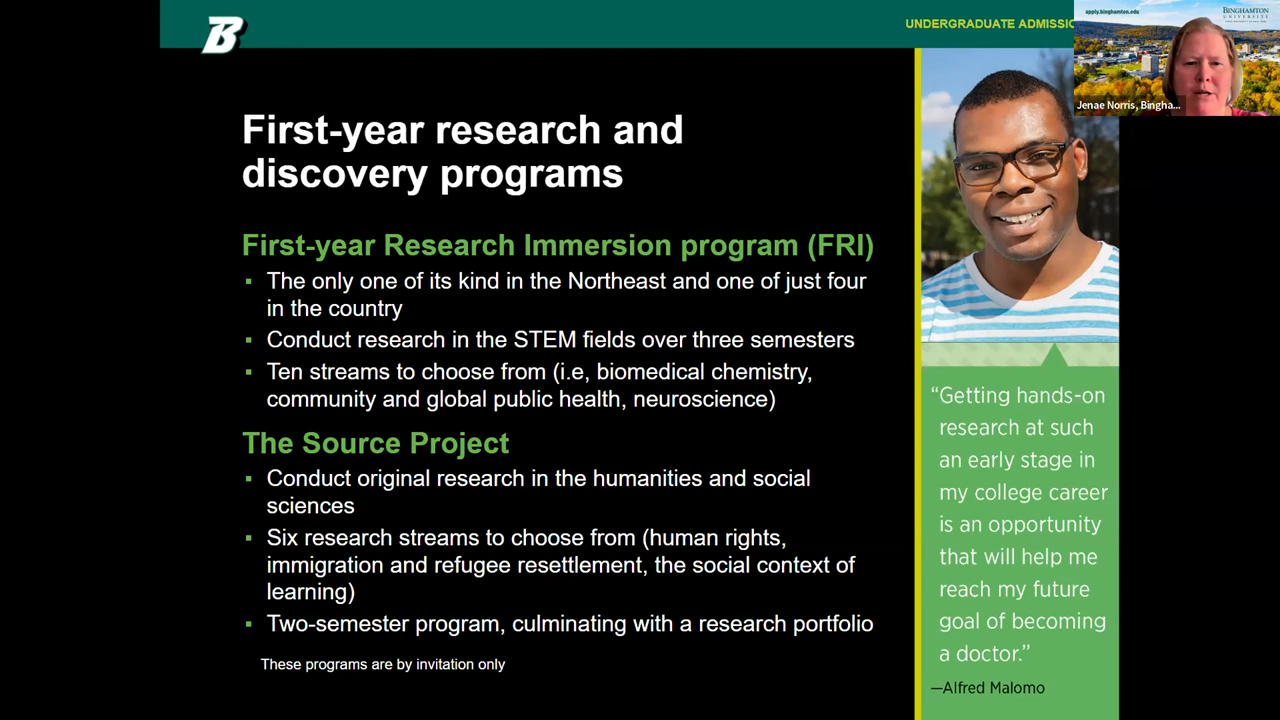 B
UNDERGRADUATE ADMISSIO
apply.binghamton.edu
BINGHAMTON
UNIVERSITY
Jenae Norris, Bingha...
First-year research and
discovery programs
First-year Research Immersion program (FRI)
▪ The only one of its kind in the Northeast and one of just four
in the country
▪ Conduct research in the STEM fields over three semesters
▪ Ten streams to choose from (i.e, biomedical chemistry,
community and global public health, neuroscience)
The Source Project
▪ Conduct original research in the humanities and social
sciences
▪ Six research streams to choose from (human rights,
immigration and refugee resettlement, the social context of
learning)
▪ Two-semester program, culminating with a research portfolio
These programs are by invitation only
“Getting hands-on
research at such
an early stage in
my college career
is an opportunity
that will help me
reach my future
goal of becoming
a doctor.”
—Alfred Malomo